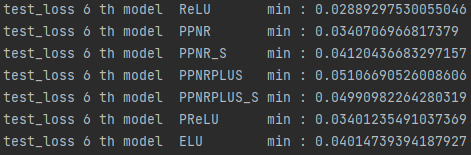 test_loss 6 th model  ReLU       min : 0.02889297530055046
test_loss 6 th model  PPNR       min : 0.0340706966817379
test_loss 6 th model  PPNR_S     min : 0.04120436683297157
test_loss 6 th model  PPNRPLUS   min : 0.05106690526008606
test_loss 6 th model  PPNRPLUS_S min : 0.04990982264280319
test_loss 6 th model  PReLU      min : 0.03401235491037369
test_loss 6 th model  ELU        min : 0.04014739394187927